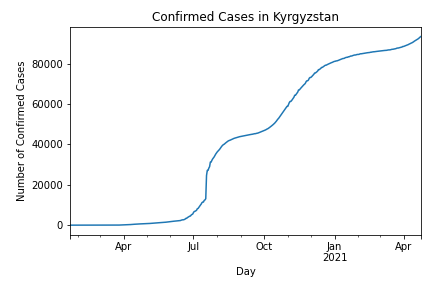 Confirmed Cases in Kyrgyzstan
Number of Confirmed Cases
80000
60000
40000
20000
0
Apr
Jul
Oct
Jan
2021
Apr
Day